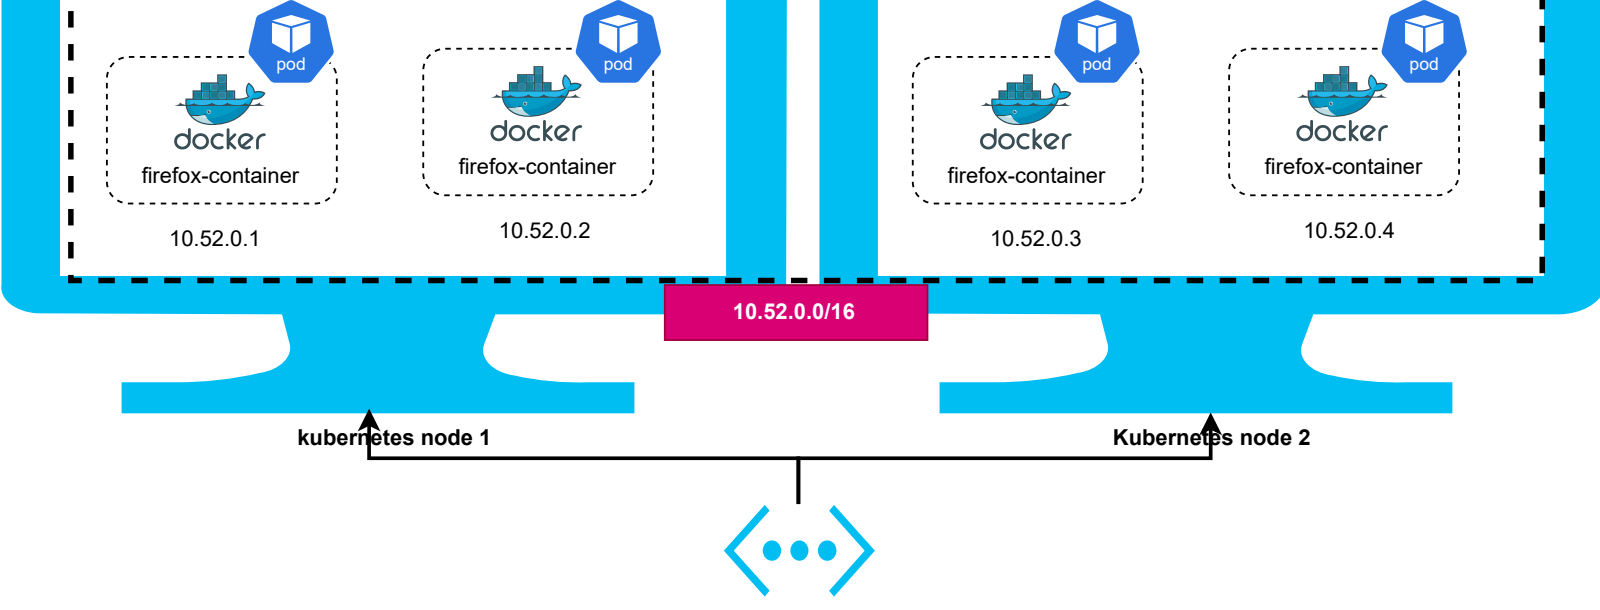 pod
pod
pod
pod
docker
firefox-container
docker
firefox-container
docker
firefox-container
docker
firefox-container
10.52.0.1
10.52.0.2
10.52.0.3
10.52.0.4
10.52.0.0/16
kubernetes node 1
Kubernetes node 2